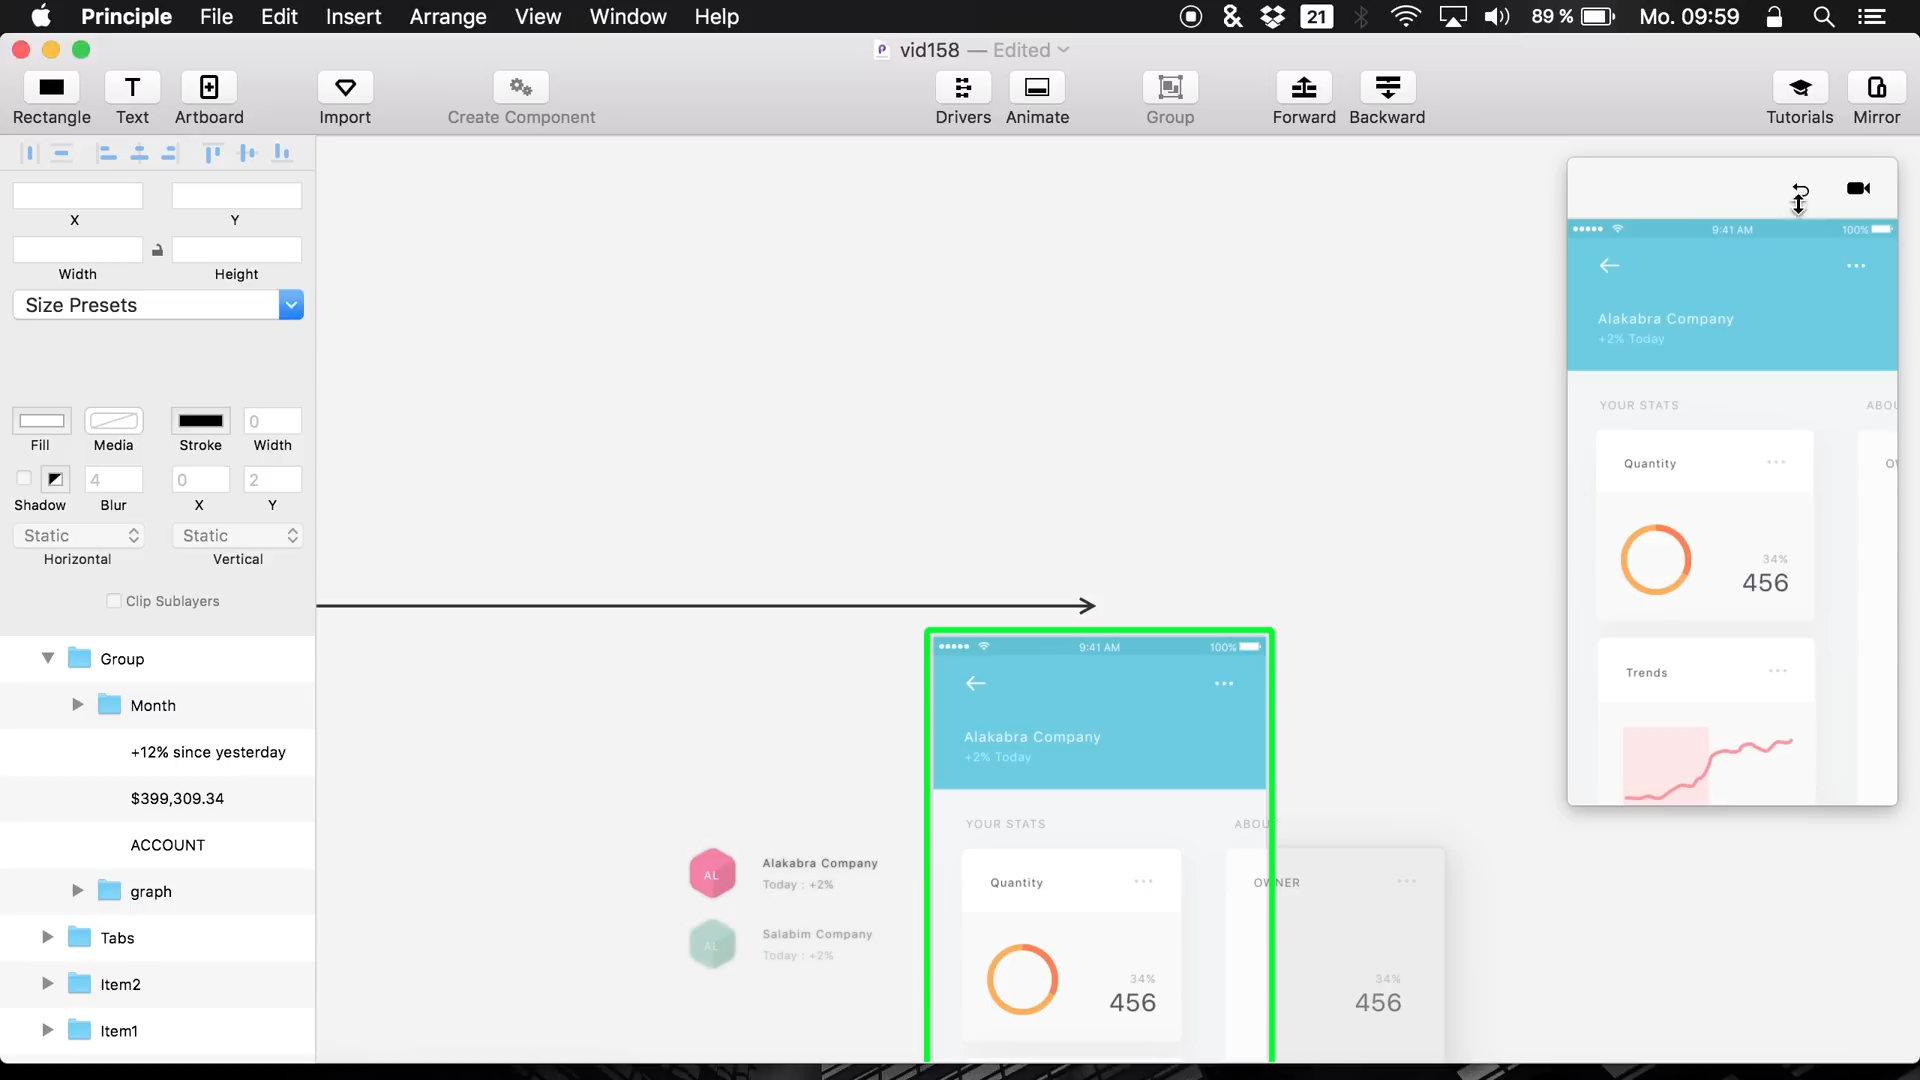 Principle File Edit Insert Arrange View Window Help 21 89 % Mo. 09:59
vid158 — Edited
Rectangle Text Artboard Import Create Component Drivers Animate Group Forward Backward Tutorials Mirror
X Y
Width Height
Size Presets
0
Fill Media Stroke Width
4 0 2
Shadow Blur X Y
Static Static
Horizontal Vertical
Clip Sublayers
Group
Month
+12% since yesterday
$399,309.34
ACCOUNT
graph
Tabs
Item2
Item1
AL
Alakabra Company
Today : +2%
AL
Salabim Company
Today : +2%
9:41 AM 100%
Alakabra Company
+2% Today
YOUR STATS ABOUT
Quantity OWNER
34%
456
34%
456
9:41 AM 100%
Alakabra Company
+2% Today
YOUR STATS ABOU
Quantity
34%
456
Trends